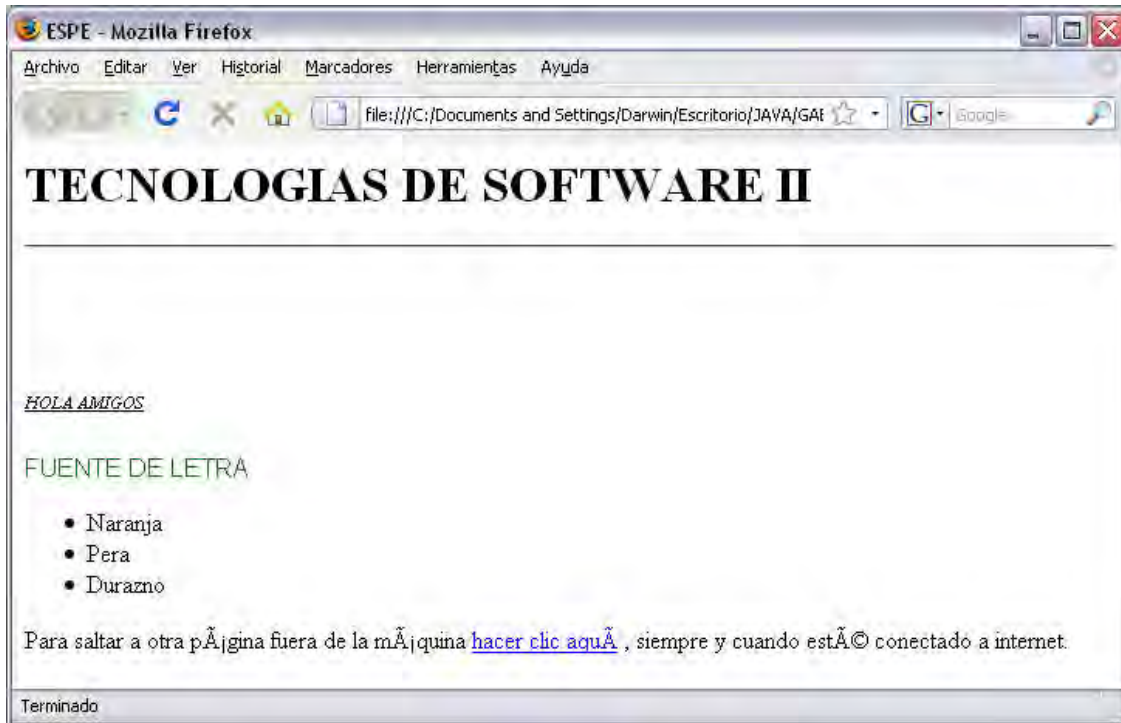 ESPE - Mozilla Firefox
Archivo Editar Ver Historial Marcadores Herramientas Ayuda
file:///C:/Documents and Settings/Darwin/Escritorio/JAVA/GAE G Google
TECNOLOGIAS DE SOFTWARE II
HOLA AMIGOS
FUENTE DE LETRA
• Naranja
• Pera
• Durazno
Para saltar a otra pÃ¡gina fuera de la mÃ¡quina hacer clic aquÃ , siempre y cuando estÃ© conectado a internet.
Terminado